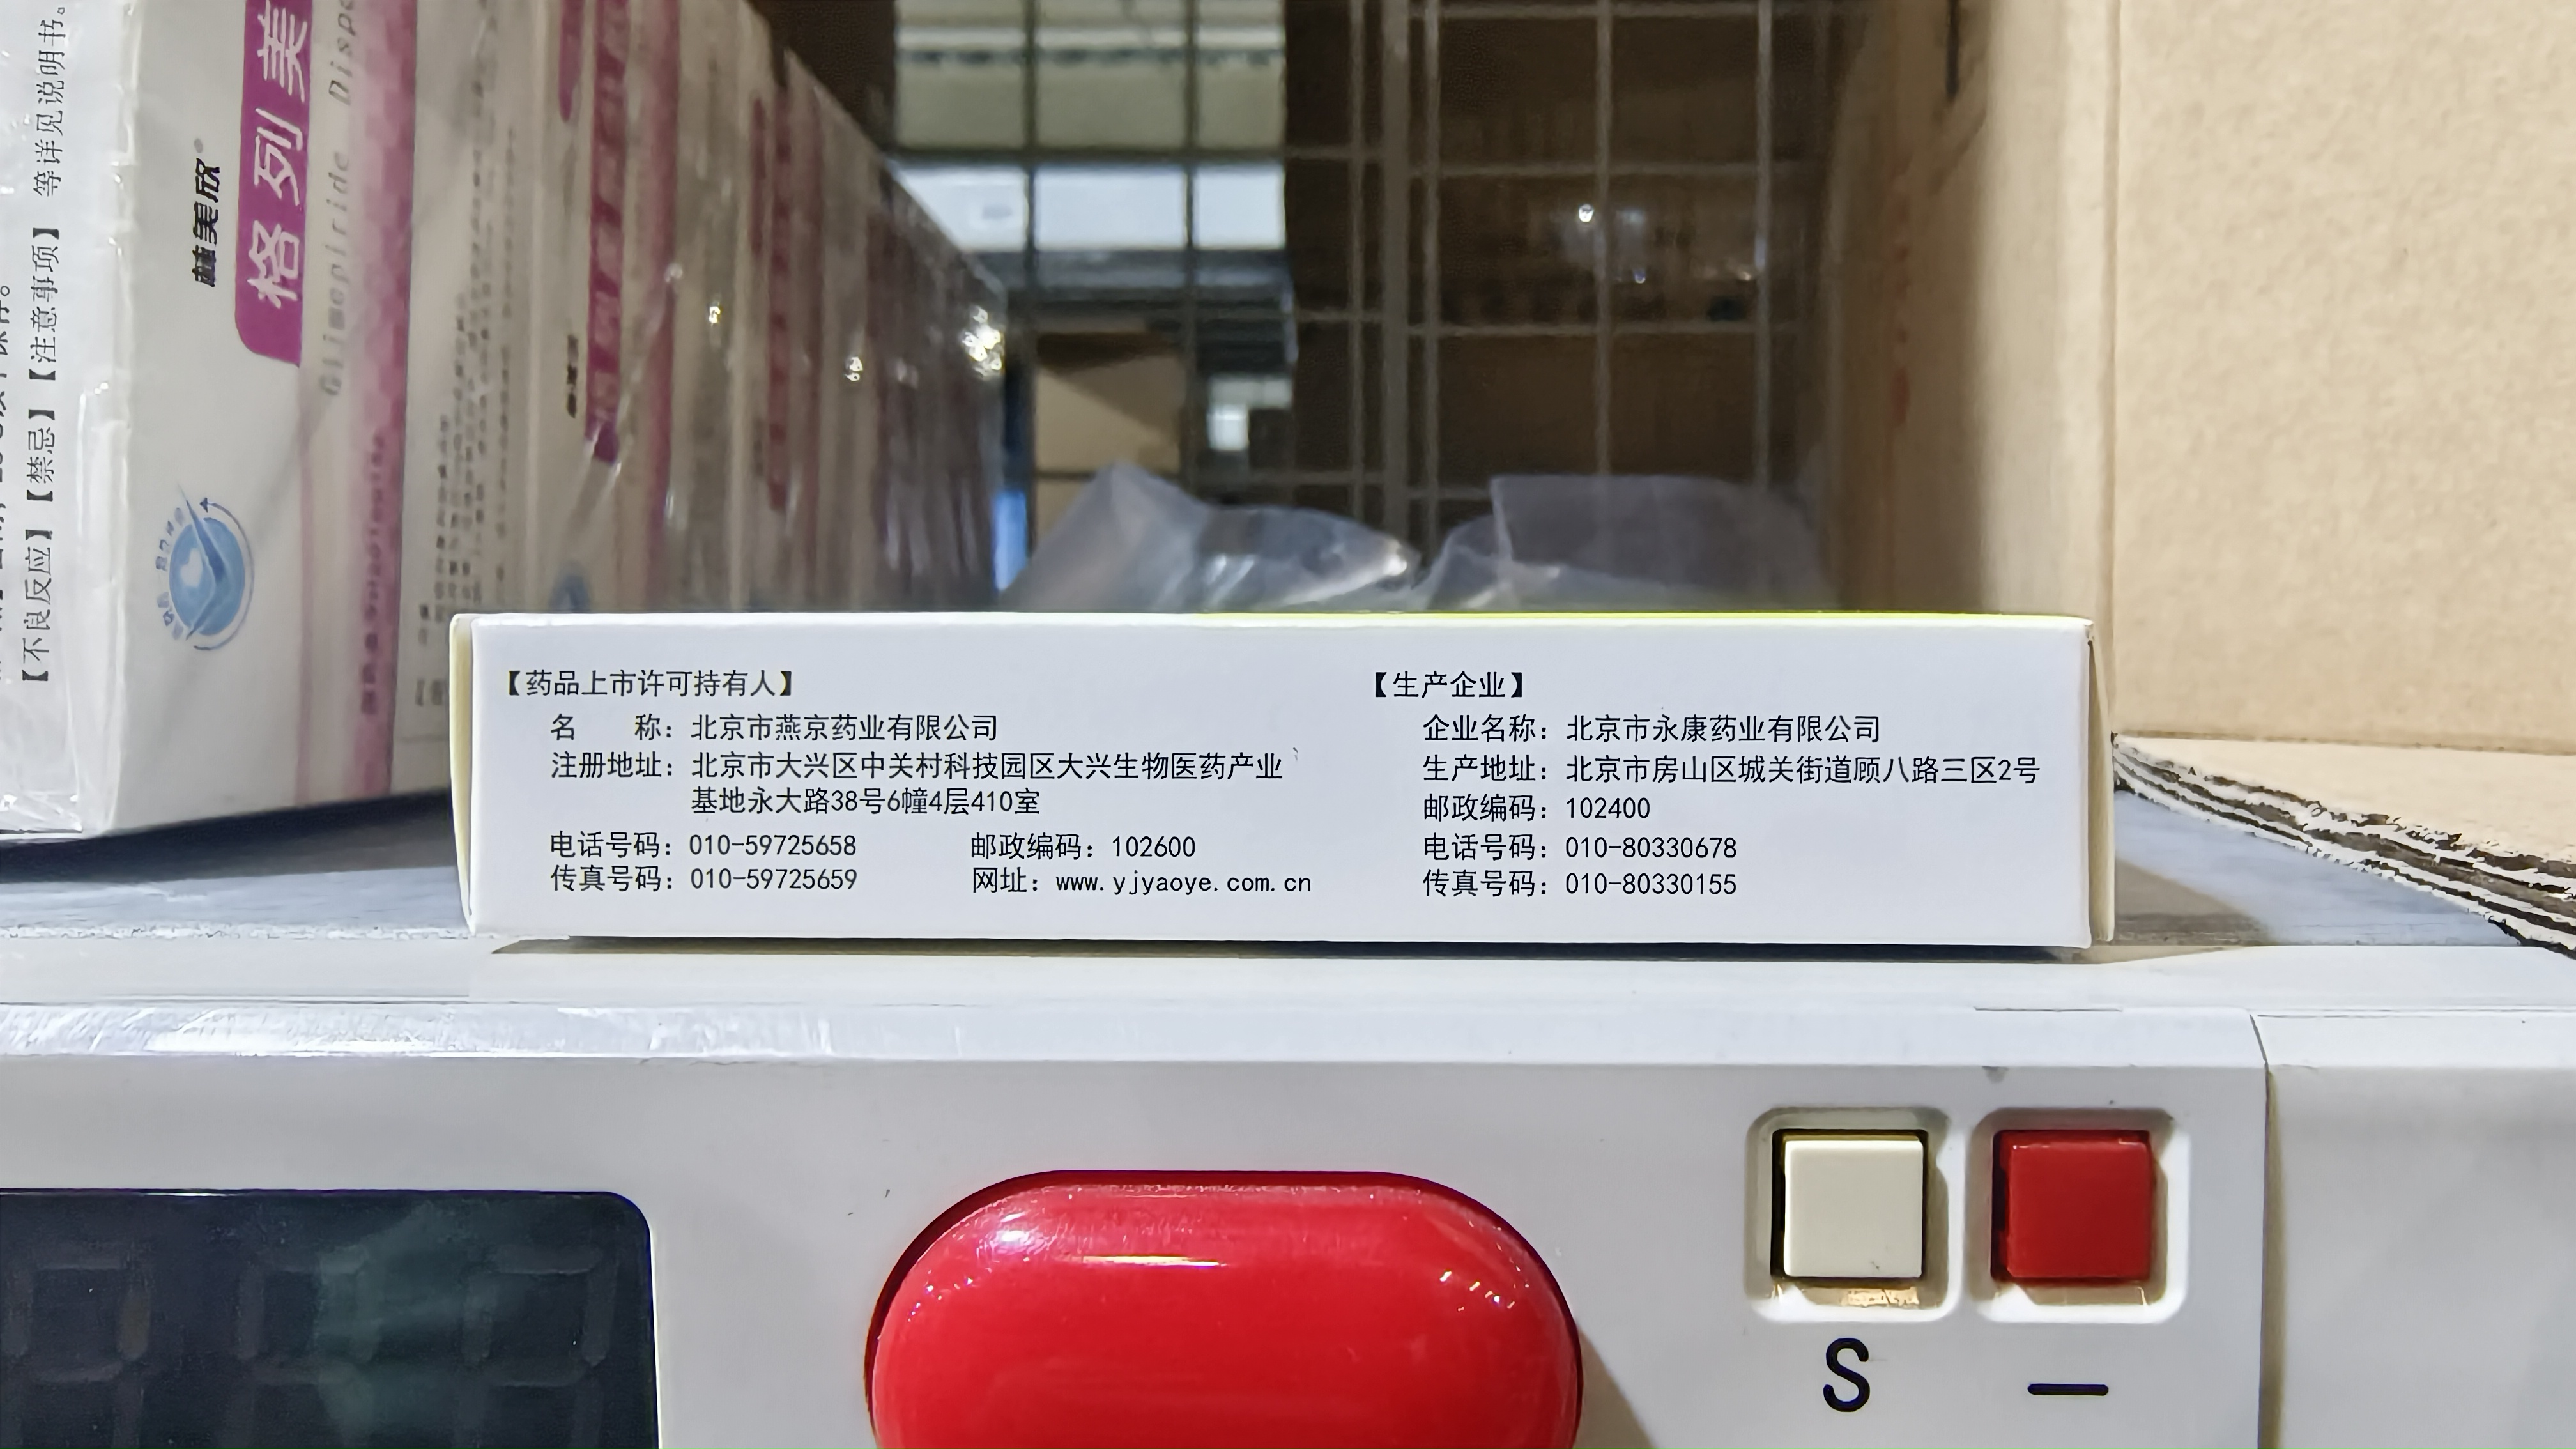 等详见说明书。
【不良反应】【禁忌】【注意事项】
林美欣®
格列美
Glimepiride Dispe
【药品上市许可持有人】
名　　称：北京市燕京药业有限公司
注册地址：北京市大兴区中关村科技园区大兴生物医药产业
基地永大路38号6幢4层410室
电话号码：010-59725658 邮政编码：102600
传真号码：010-59725659 网址：www.yjyaoye.com.cn
【生产企业】
企业名称：北京市永康药业有限公司
生产地址：北京市房山区城关街道顾八路三区2号
邮政编码：102400
电话号码：010-80330678
传真号码：010-80330155
S
—